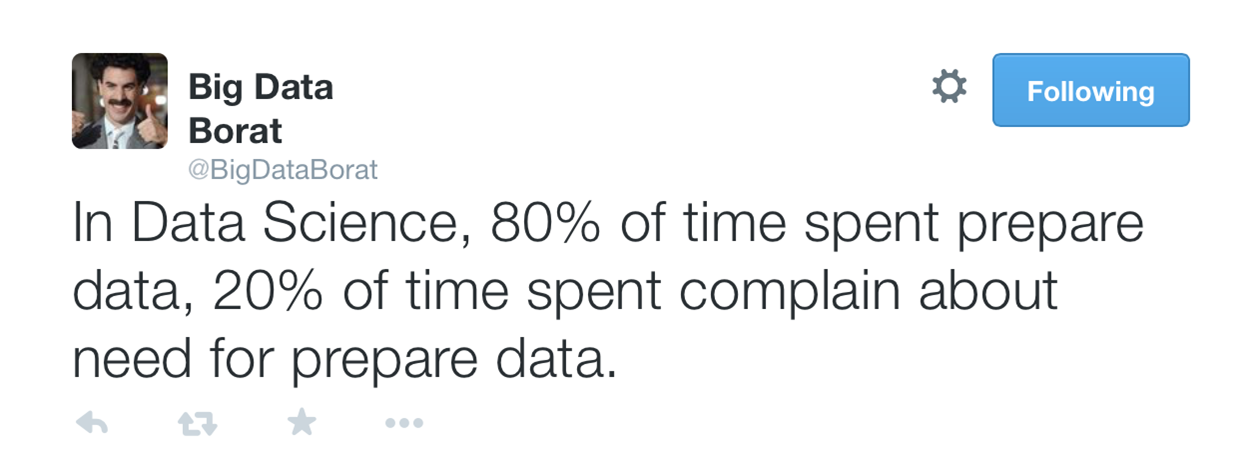 Big Data
Borat
@BigDataBorat
Following
In Data Science, 80% of time spent prepare
data, 20% of time spent complain about
need for prepare data.